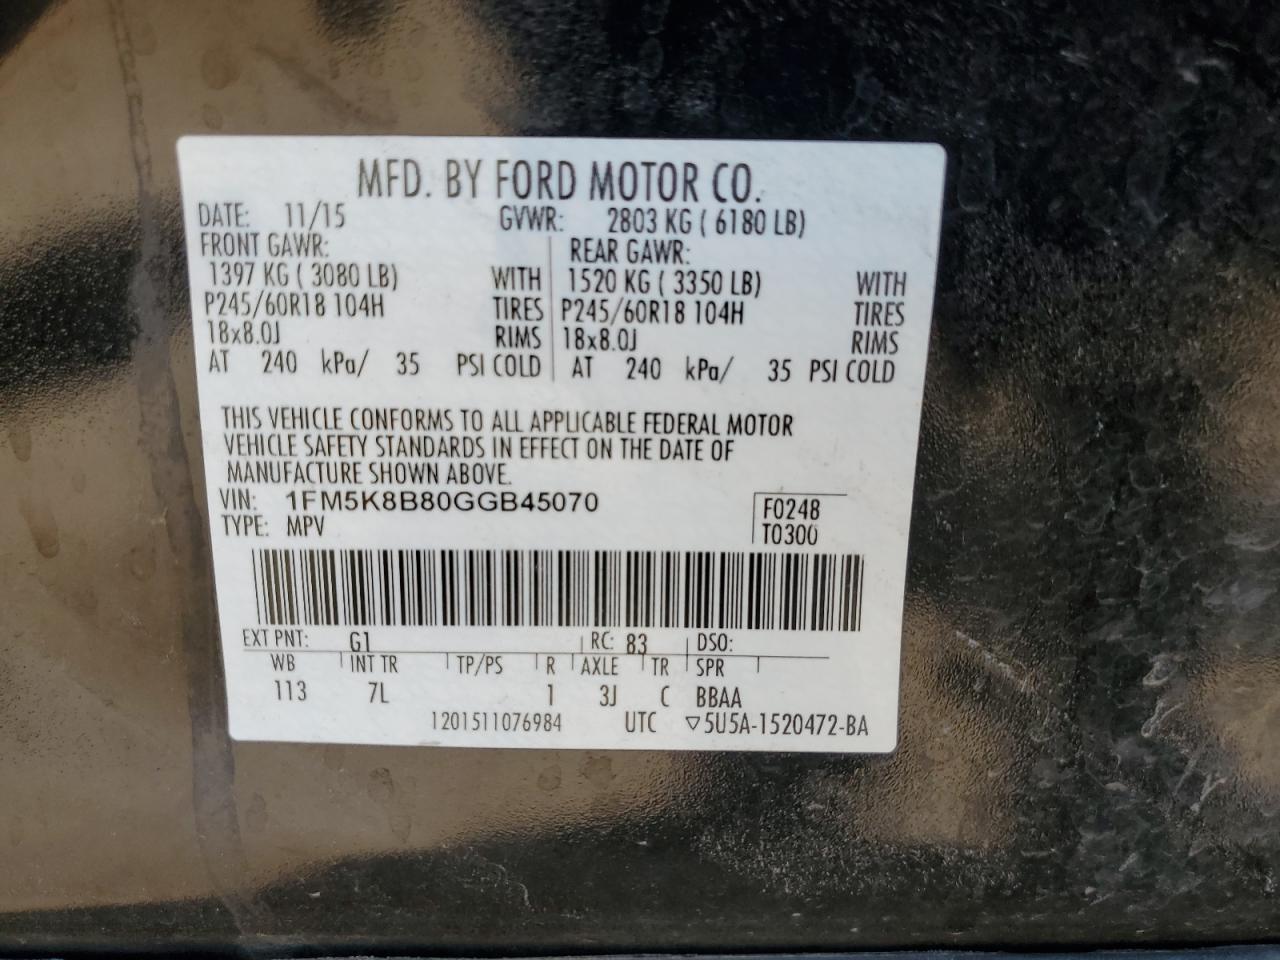 MFD. BY FORD MOTOR CO.
DATE: 11/15 GVWR: 2803 KG ( 6180 LB)
FRONT GAWR: REAR GAWR:
1397 KG ( 3080 LB) WITH 1520 KG ( 3350 LB) WITH
P245/60R18 104H TIRES P245/60R18 104H TIRES
18x8.0J RIMS 18x8.0J RIMS
AT 240 kPa/ 35 PSI COLD AT 240 kPa/ 35 PSI COLD
THIS VEHICLE CONFORMS TO ALL APPLICABLE FEDERAL MOTOR
VEHICLE SAFETY STANDARDS IN EFFECT ON THE DATE OF
MANUFACTURE SHOWN ABOVE.
VIN: 1FM5K8B80GGB45070 F0248
TYPE: MPV T0300
EXT PNT: G1 RC: 83 DSO:
WB INT TR TP/PS R AXLE TR SPR
113 7L 1 3J C BBAA
1201511076984 UTC ▽5U5A-1520472-BA